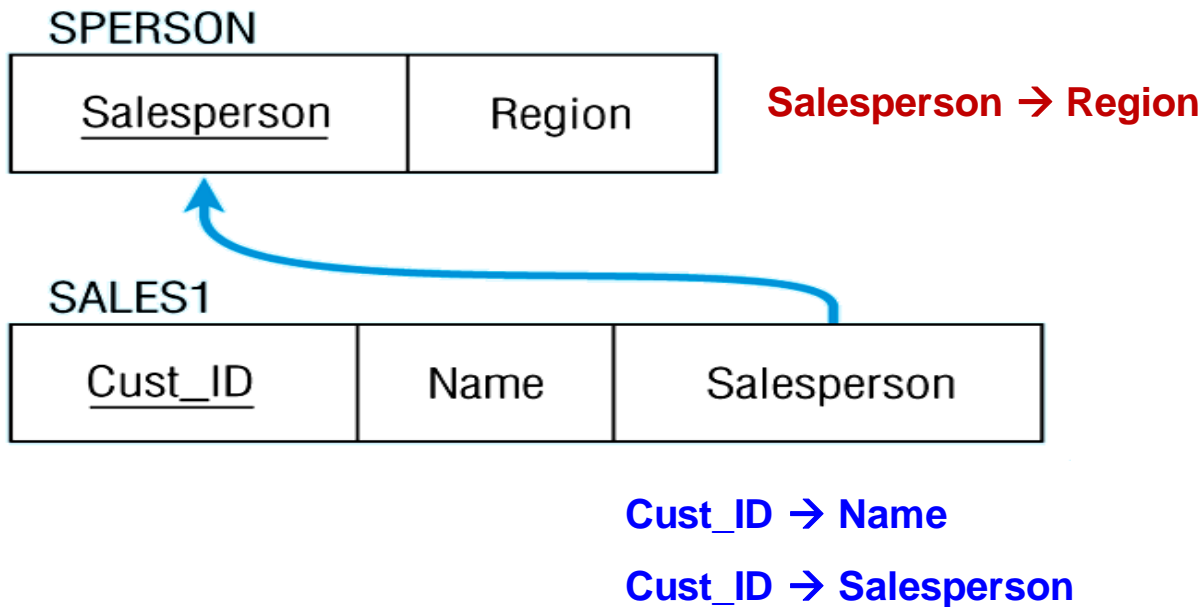 SPERSON
Salesperson Region
Salesperson → Region
SALES1
Cust_ID Name Salesperson
Cust_ID → Name
Cust_ID → Salesperson